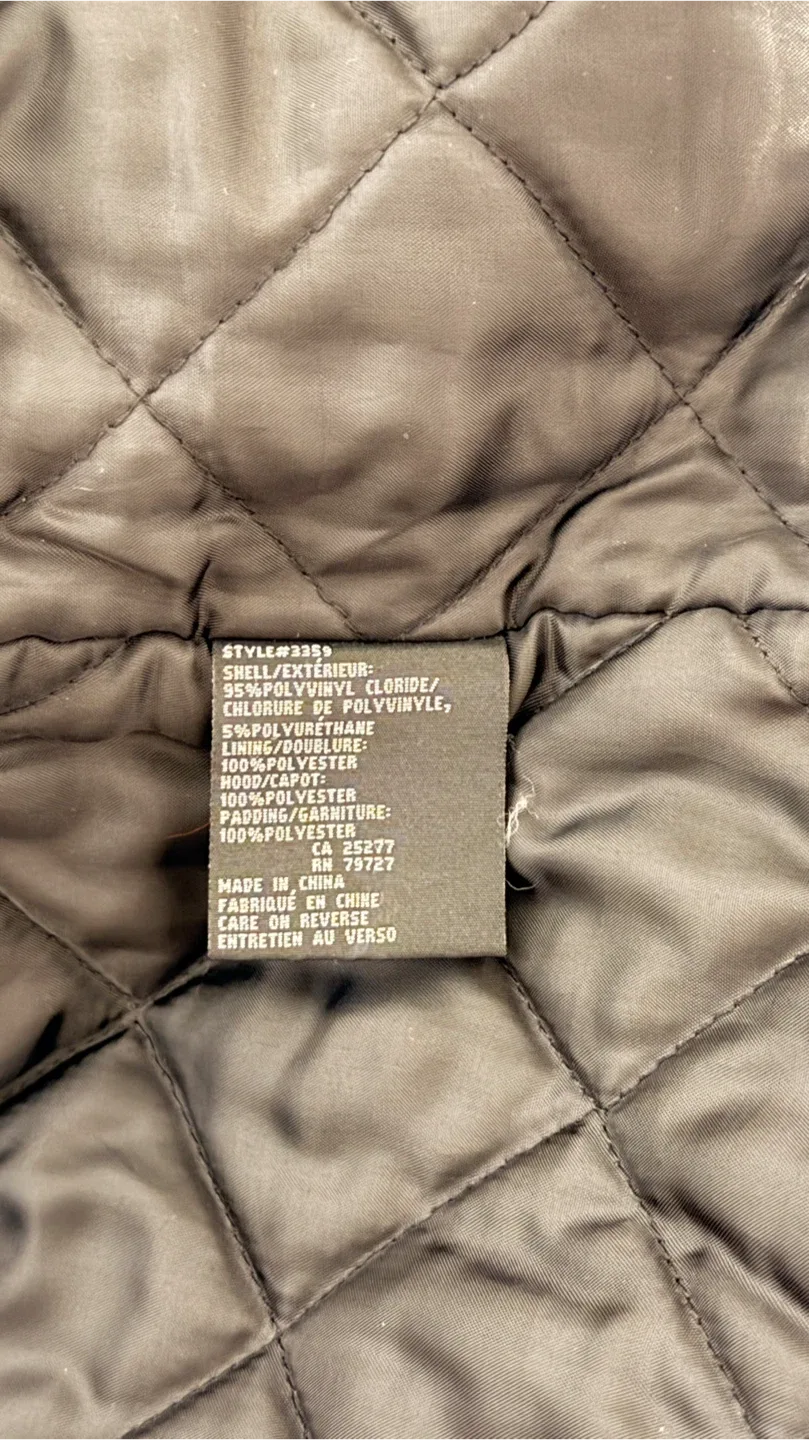 STYLE#3359
SHELL/EXTÉRIEUR:
95%POLYVINYL CLORIDE/
CHLORURE DE POLYVINYLE,
5%POLYURÉTHANE
LINING/DOUBLURE:
100%POLYESTER
HOOD/CAPOT:
100%POLYESTER
PADDING/GARNITURE:
100%POLYESTER
CA 25277
RN 79727
MADE IN CHINA
FABRIQUÉ EN CHINE
CARE ON REVERSE
ENTRETIEN AU VERSO